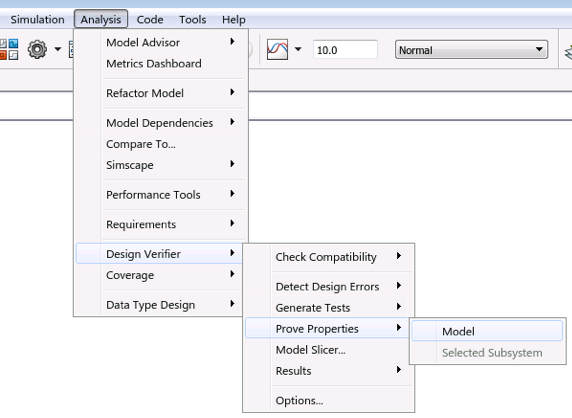 Simulation Analysis Code Tools Help
10.0 Normal
Model Advisor
Metrics Dashboard
Refactor Model
Model Dependencies
Compare To...
Simscape
Performance Tools
Requirements
Design Verifier
Coverage
Data Type Design
Check Compatibility
Detect Design Errors
Generate Tests
Prove Properties
Model Slicer...
Results
Options...
Model
Selected Subsystem